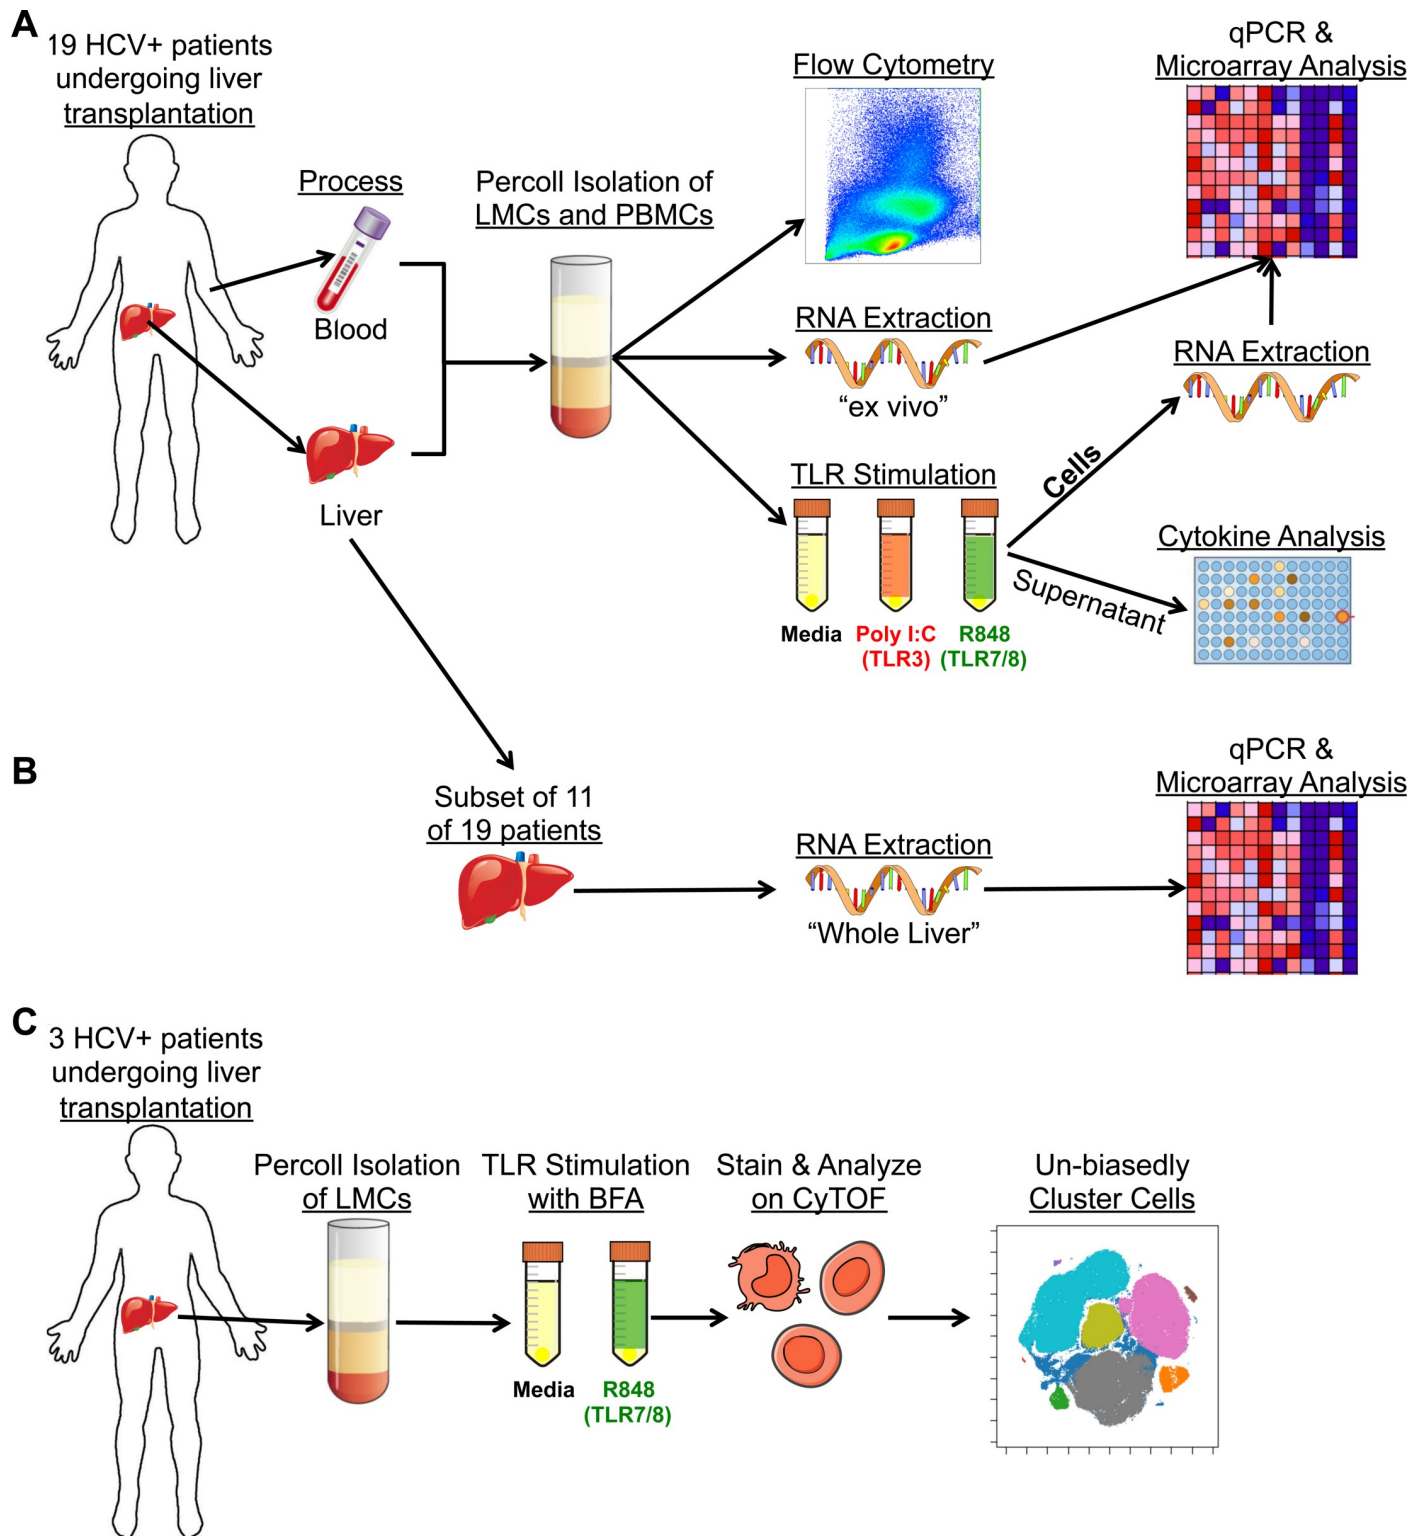 A
19 HCV+ patients
undergoing liver
transplantation
Process
Blood
Liver
Percoll Isolation of
LMCs and PBMCs
Flow Cytometry
RNA Extraction
“ex vivo”
TLR Stimulation
Media
Poly I:C
(TLR3)
R848
(TLR7/8)
Cells
Supernatant
qPCR &
Microarray Analysis
RNA Extraction
Cytokine Analysis
B
Subset of 11
of 19 patients
RNA Extraction
“Whole Liver”
qPCR &
Microarray Analysis
C
3 HCV+ patients
undergoing liver
transplantation
Percoll Isolation
of LMCs
TLR Stimulation
with BFA
Media
R848
(TLR7/8)
Stain & Analyze
on CyTOF
Un-biasedly
Cluster Cells